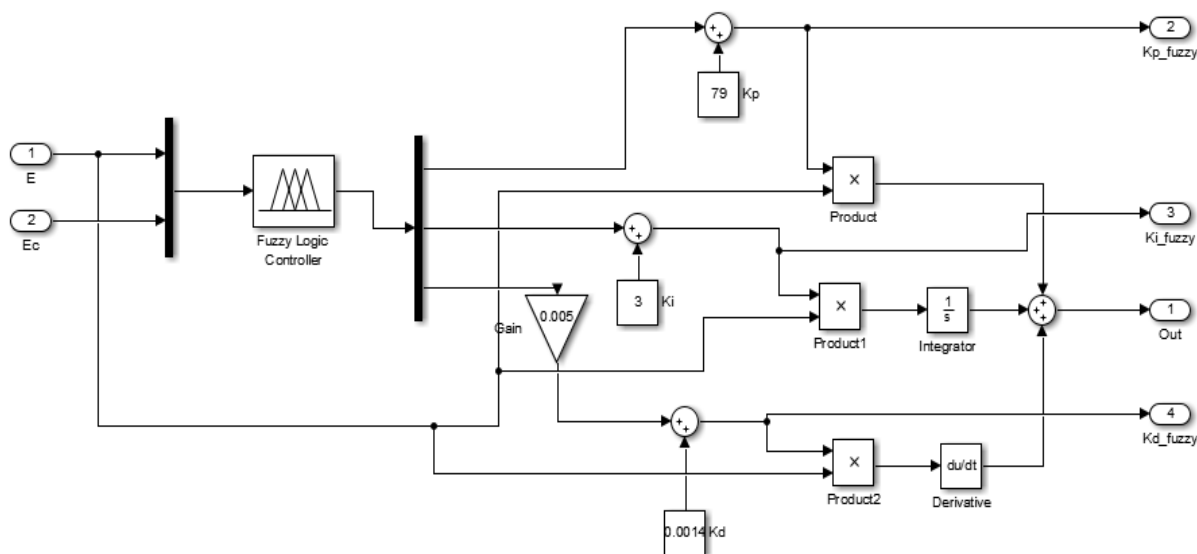 2
Kp_fuzzy
79
Kp
1
E
2
Ec
Fuzzy Logic
Controller
×
Product
3
Ki_fuzzy
3
Ki
0.005
Gain
×
Product1
1
s
Integrator
1
Out
4
Kd_fuzzy
×
Product2
du/dt
Derivative
0.0014
Kd